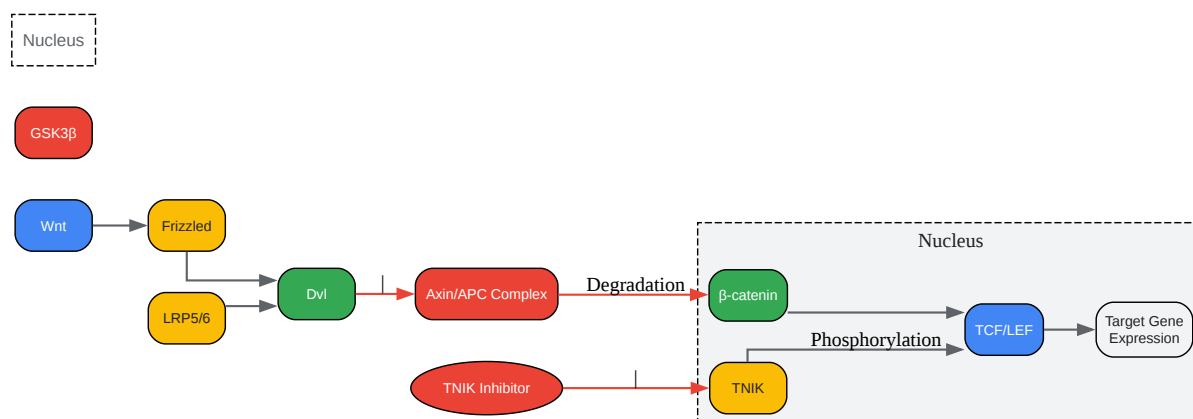 Nucleus
GSK3β
Wnt
Frizzled
LRP5/6
Dvl
Axin/APC Complex
Degradation
TNIK Inhibitor
Nucleus
β-catenin
Phosphorylation
TNIK
TCF/LEF
Target Gene
Expression